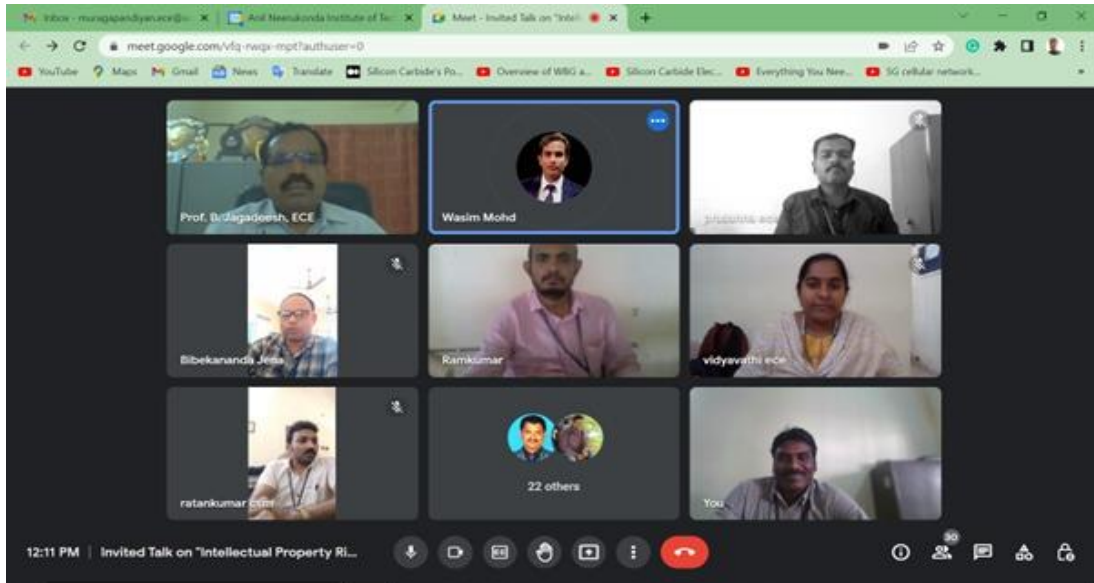 Anil Neerukonda Institute of Tec
Meet - Invited Talk on "Intell
meet.google.com/vfq-rwqx-mpt?authuser=0
YouTube
Maps
Gmail
News
Translate
Silicon Carbide's Po...
Overview of WBG a...
Silicon Carbide Elec...
Everything You Nee...
5G cellular network...
Prof. B. Jagadeesh, ECE
Wasim Mohd
prasanna ece
Bibekananda Jena
Ramkumar
vidyavathi ece
ratankumar
22 others
You
12:11 PM | Invited Talk on "Intellectual Property Ri...
30